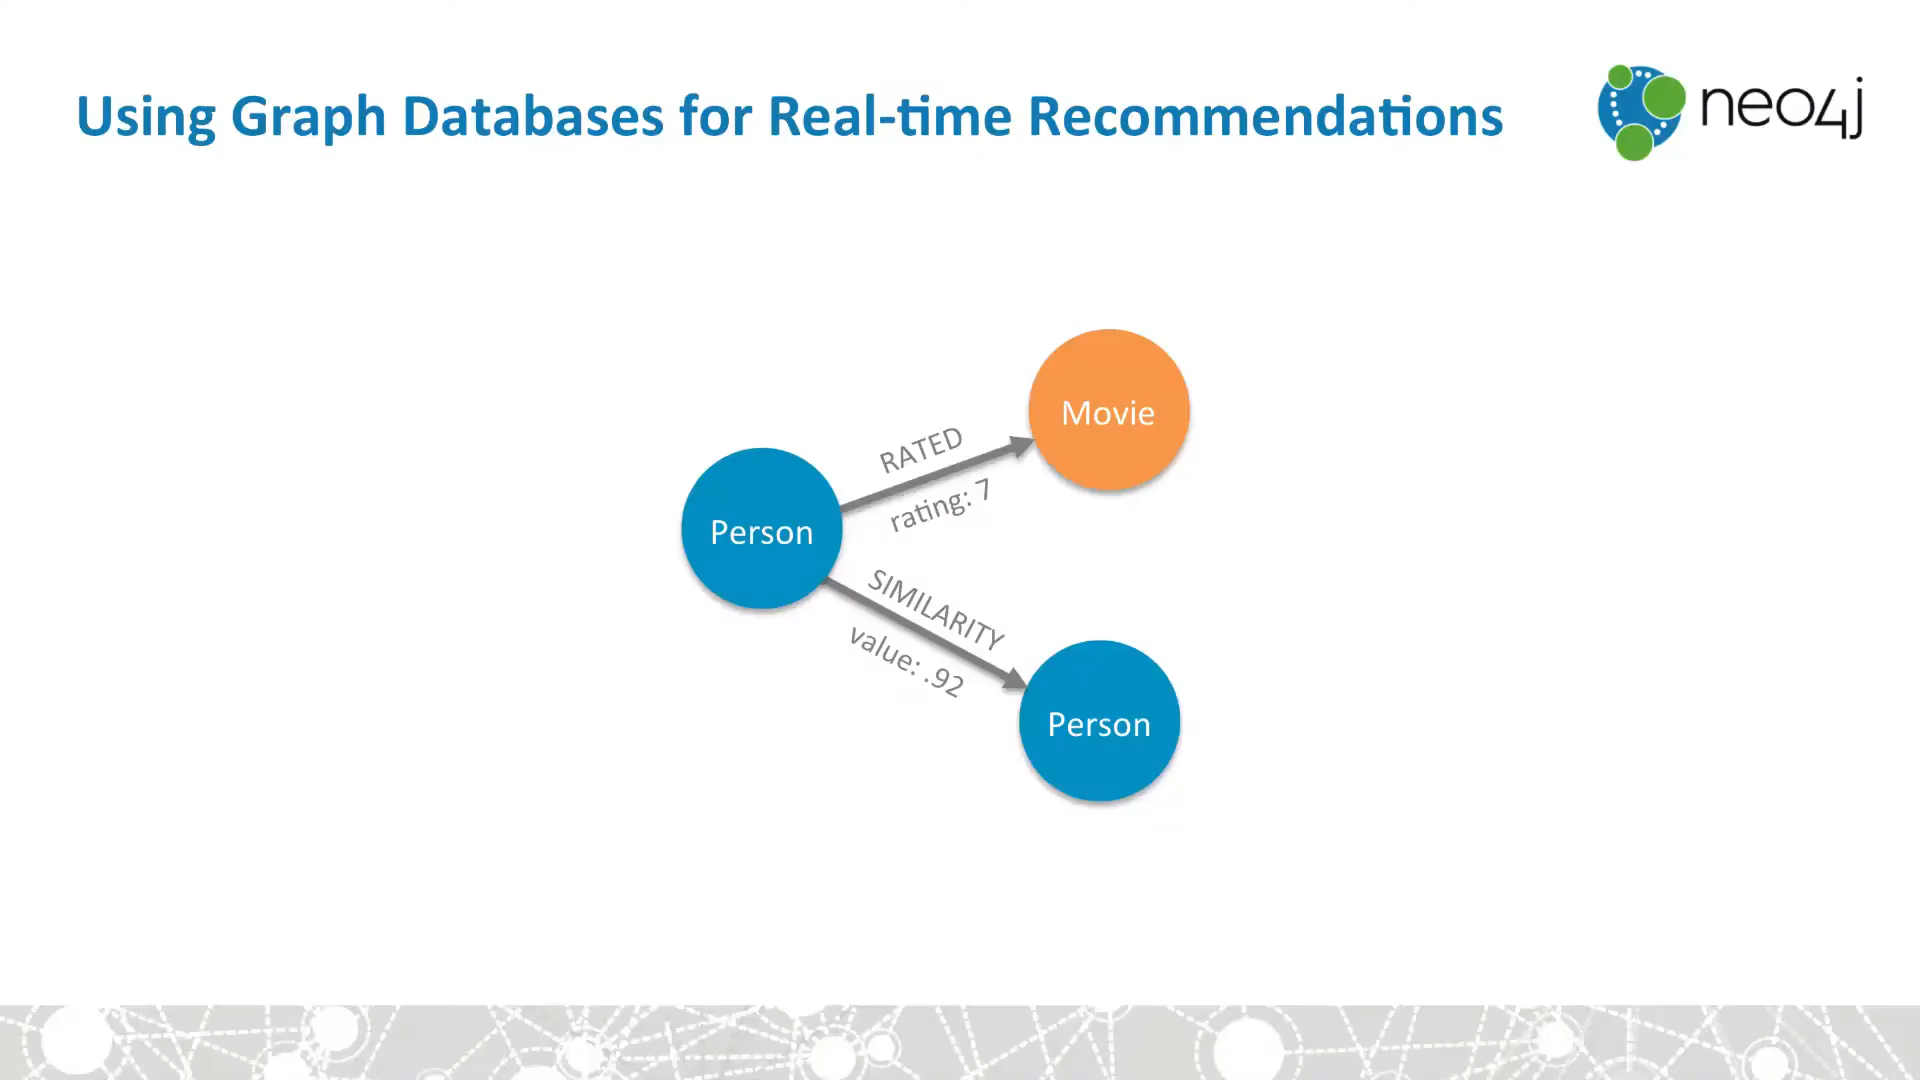 Using Graph Databases for Real-time Recommendations
neo4j
Movie
RATED
rating: 7
Person
SIMILARITY
value: .92
Person